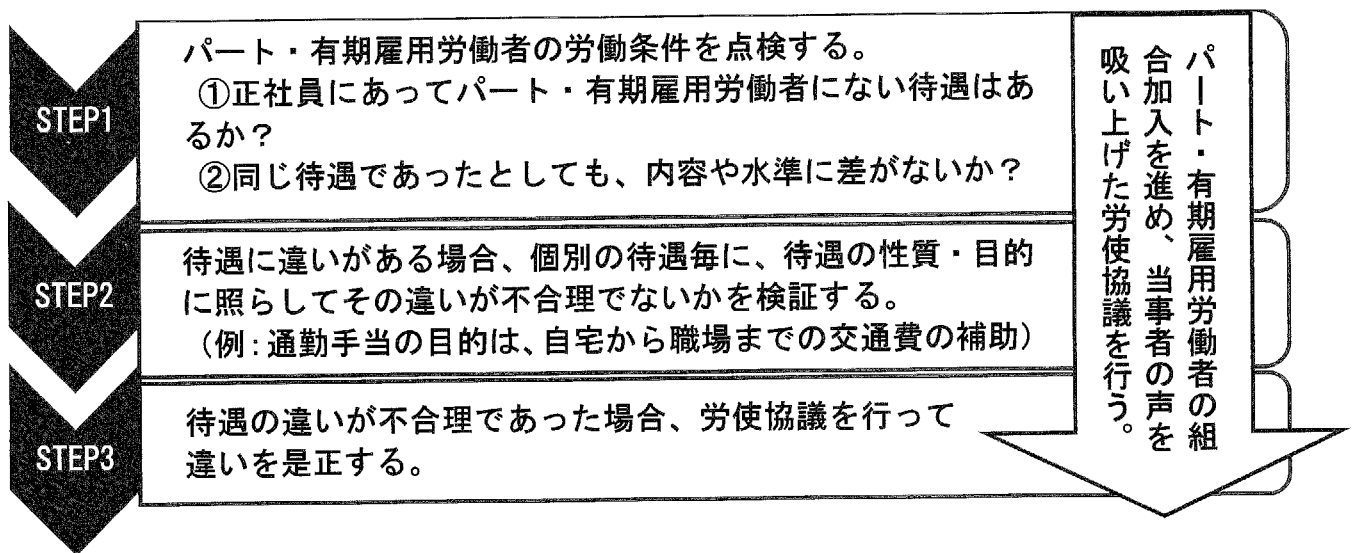 STEP1
パート・有期雇用労働者の労働条件を点検する。
①正社員にあってパート・有期雇用労働者にない待遇はあ
るか？
②同じ待遇であったとしても、内容や水準に差がないか？
STEP2
待遇に違いがある場合、個別の待遇毎に、待遇の性質・目的
に照らしてその違いが不合理でないかを検証する。
（例：通勤手当の目的は、自宅から職場までの交通費の補助）
STEP3
待遇の違いが不合理であった場合、労使協議を行って
違いを是正する。
パート・有期雇用労働者の組
合加入を進め、当事者の声を
吸い上げた労使協議を行う。